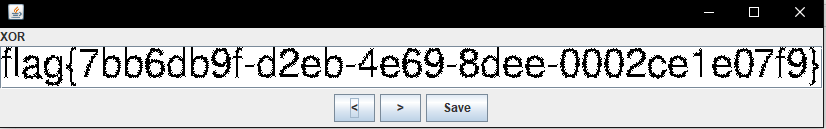 XOR
flag{7bb6db9f-d2eb-4e69-8dee-0002ce1e07f9}
< > Save